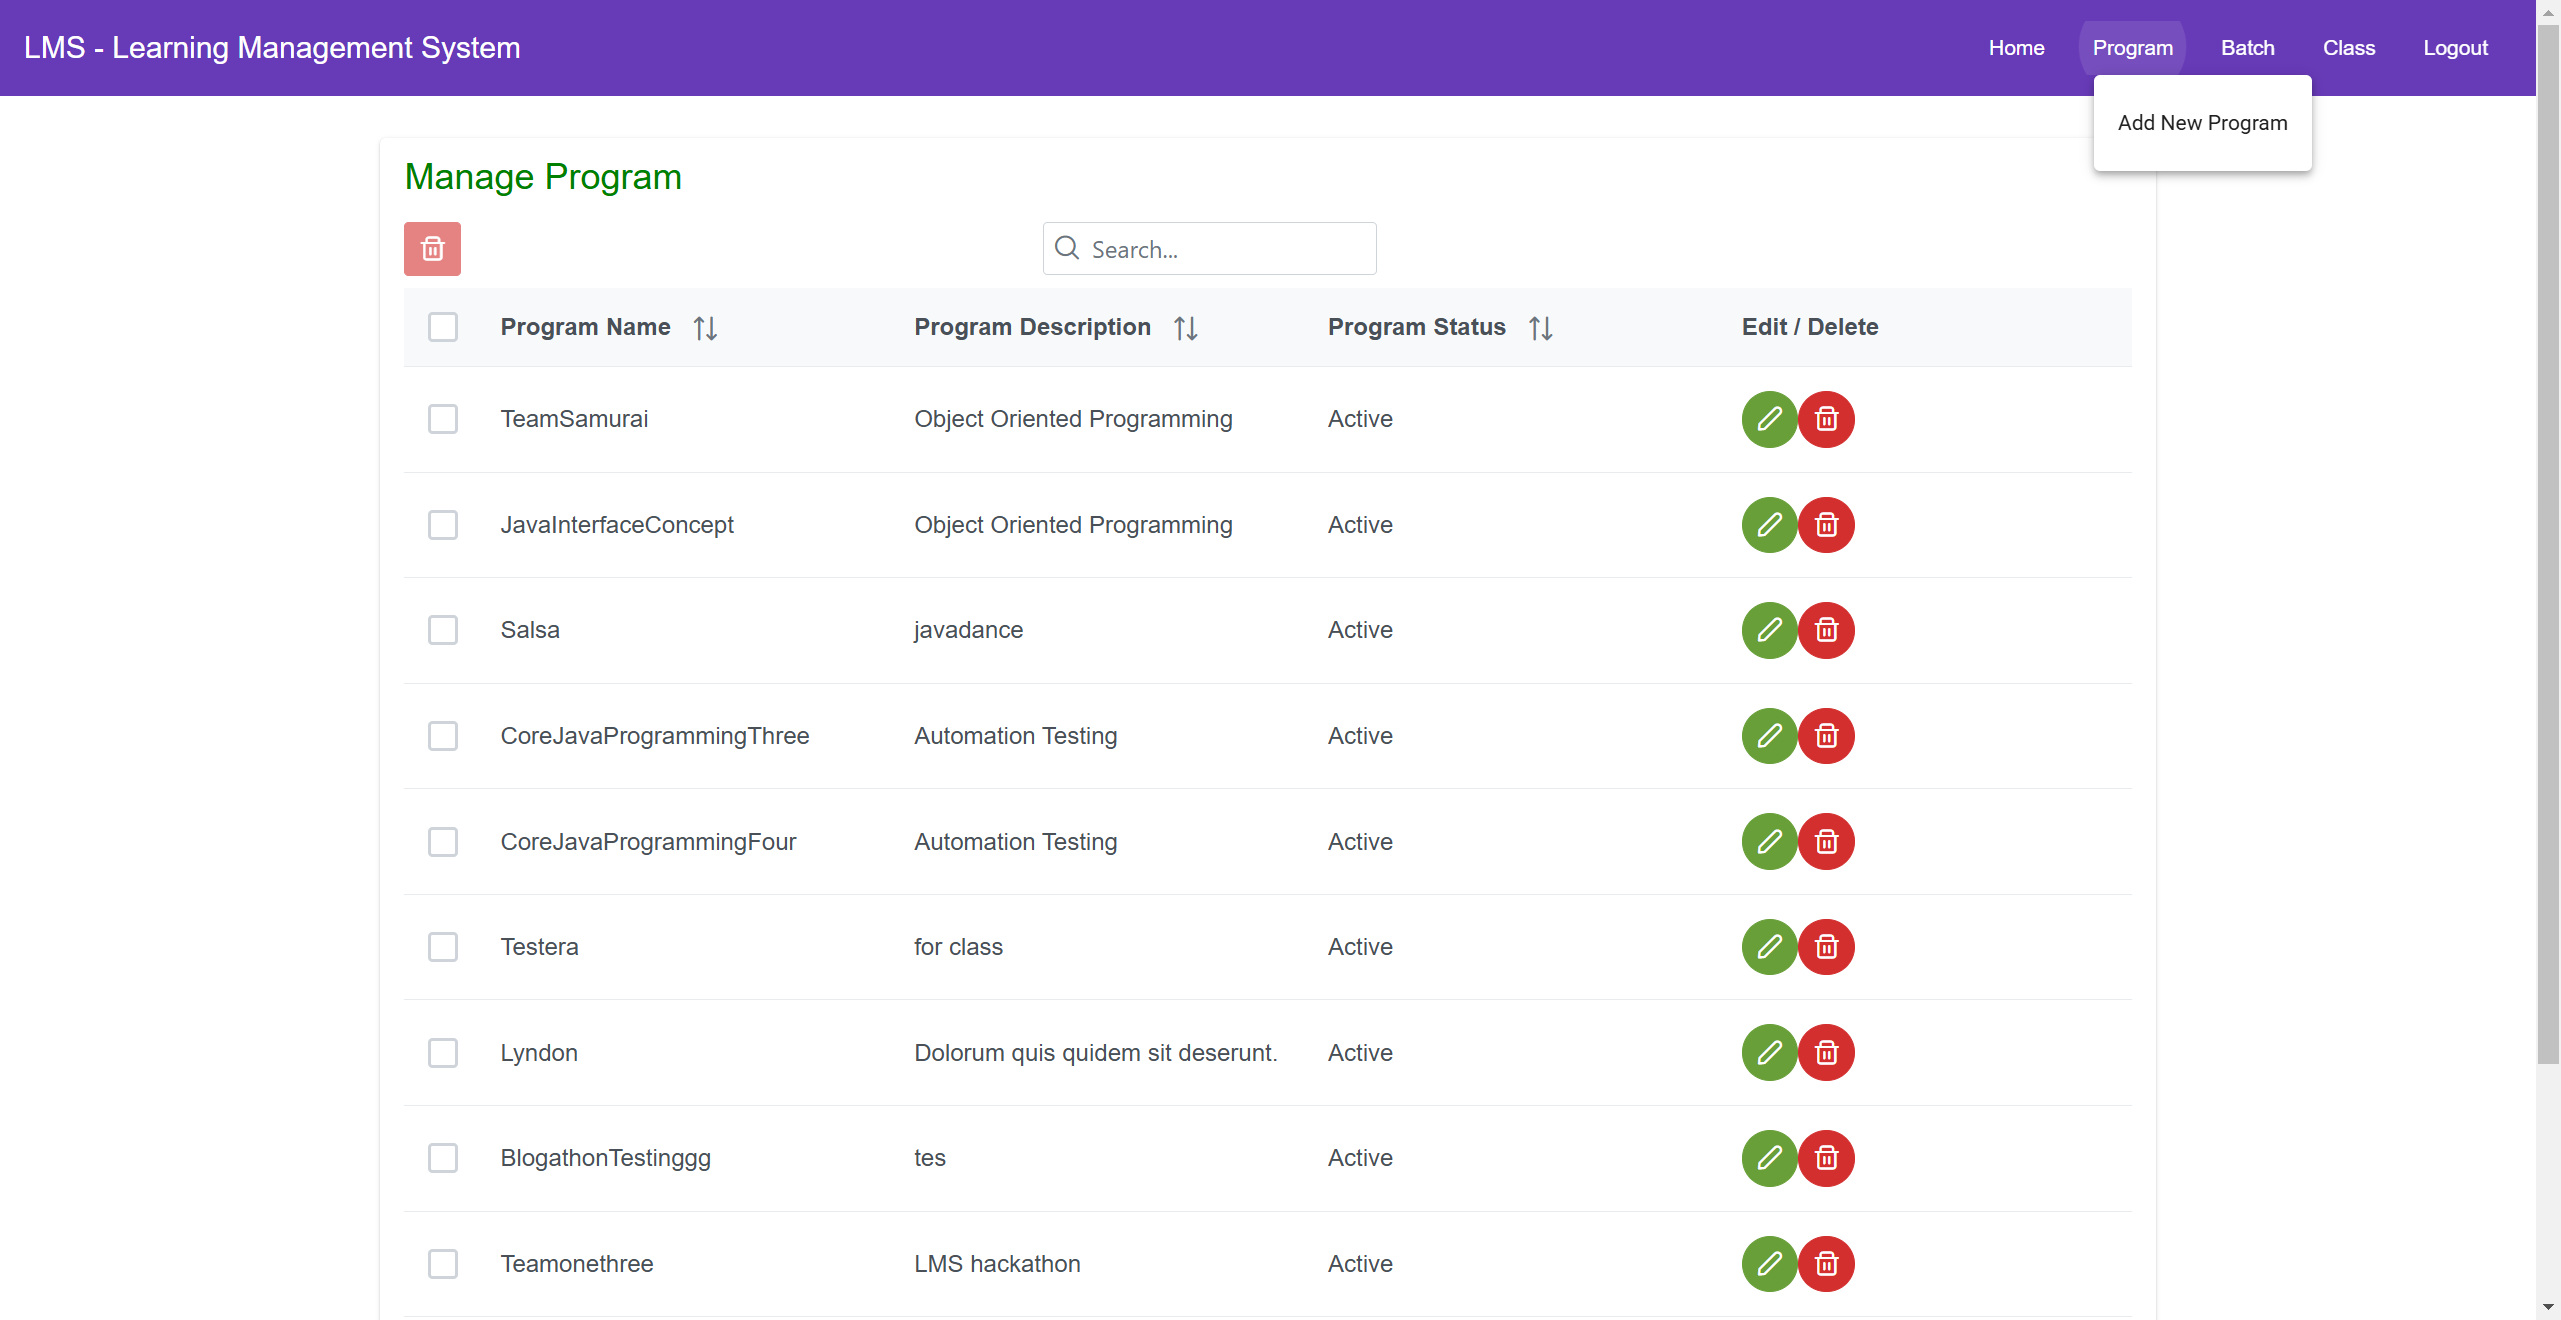 LMS - Learning Management System
Home Program Batch Class Logout
Add New Program
Manage Program
Search...
Program Name Program Description Program Status Edit / Delete
TeamSamurai Object Oriented Programming Active
JavaInterfaceConcept Object Oriented Programming Active
Salsa javadance Active
CoreJavaProgrammingThree Automation Testing Active
CoreJavaProgrammingFour Automation Testing Active
Testera for class Active
Lyndon Dolorum quis quidem sit deserunt. Active
BlogathonTestinggg tes Active
Teamonethree LMS hackathon Active